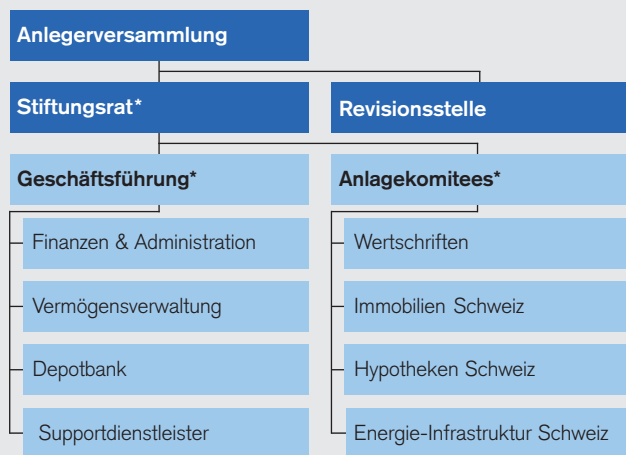 Anlegerversammlung
Stiftungsrat*
Revisionsstelle
Geschäftsführung*
Anlagekomitees*
Finanzen & Administration
Wertschriften
Vermögensverwaltung
Immobilien Schweiz
Depotbank
Hypotheken Schweiz
Supportdienstleister
Energie-Infrastruktur Schweiz